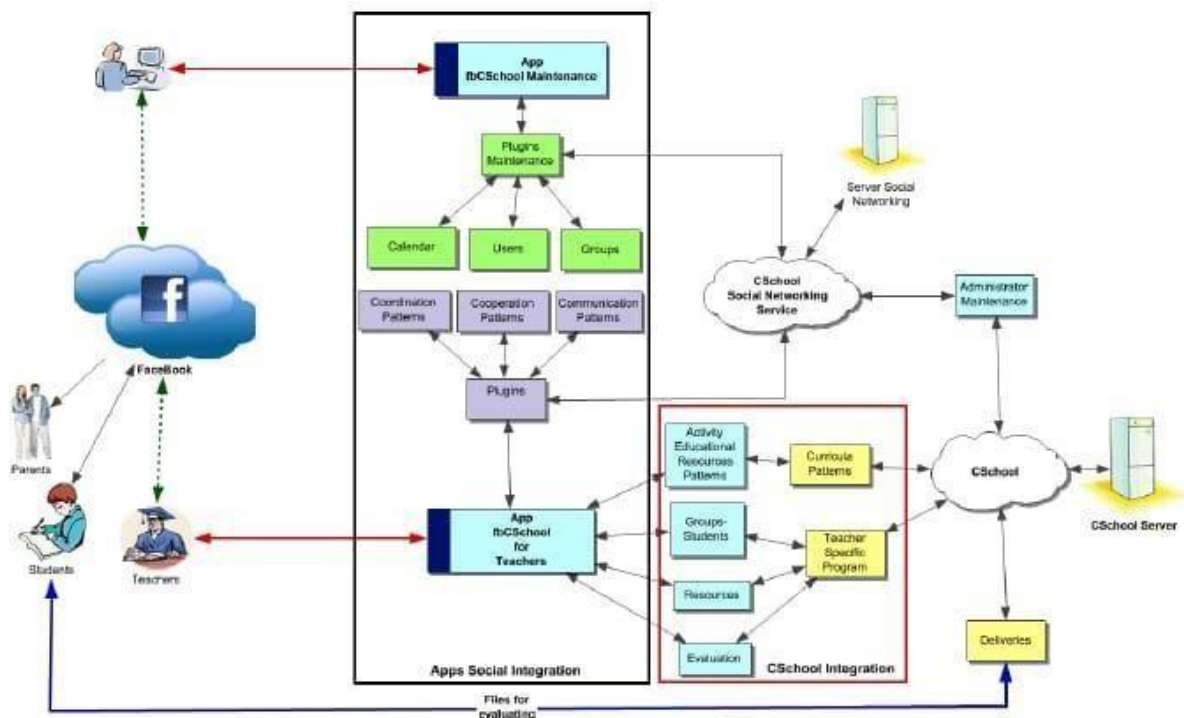 App
fbCSchool Maintenance
Plugins
Maintenance
Calendar
Users
Groups
Coordination
Patterns
Cooperation
Patterns
Communication
Patterns
Plugins
App
fbCSchool
for
Teachers
Apps Social Integration
f
FaceBook
Parents
Students
Teachers
Server Social
Networking
CSchool
Social Networking
Service
Administrator
Maintenance
Activity
Educational
Resources
Patterns
Curricula
Patterns
Groups-
Students
Teacher
Specific
Program
Resources
Evaluation
CSchool Integration
CSchool
CSchool Server
Deliveries
Files for
evaluating